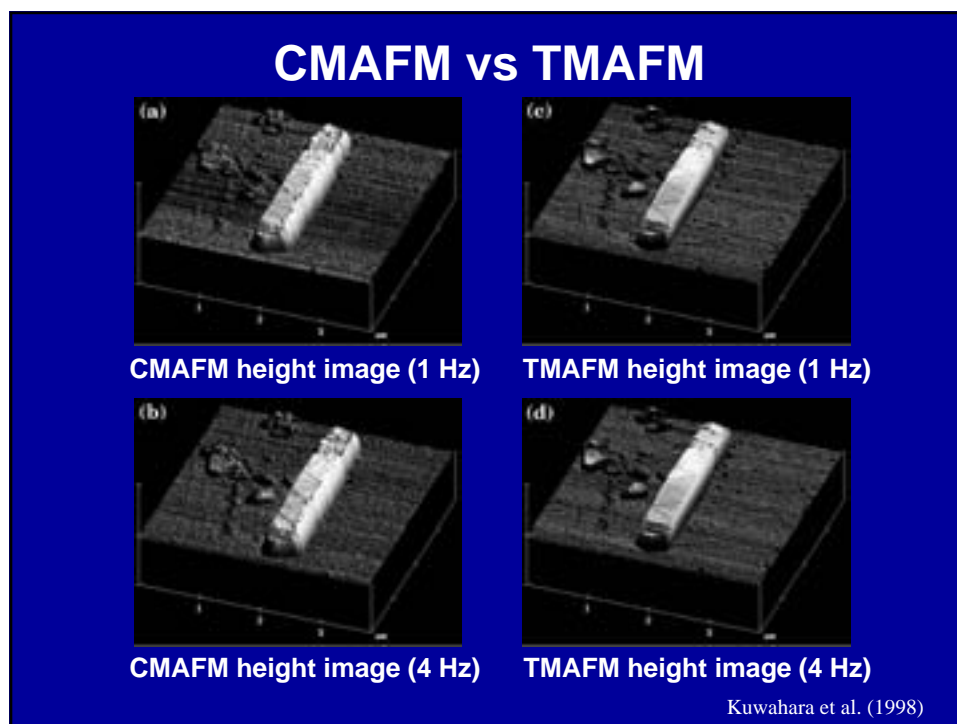 CMAFM vs TMAFM
(a)
(c)
CMAFM height image (1 Hz)
TMAFM height image (1 Hz)
(b)
(d)
CMAFM height image (4 Hz)
TMAFM height image (4 Hz)
Kuwahara et al. (1998)